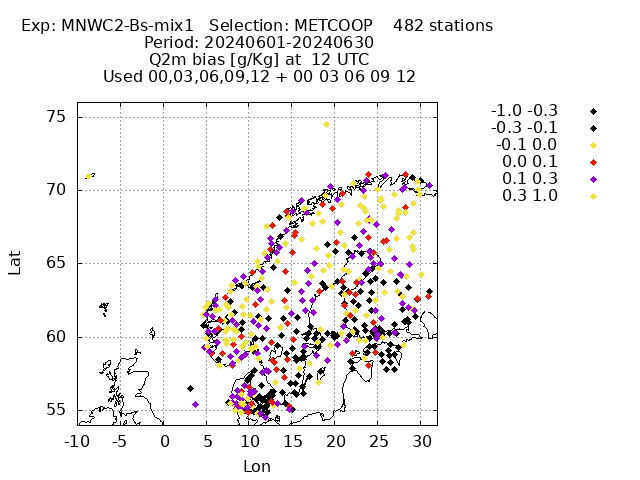 Exp: MNWC2-Bs-mix1   Selection: METCOOP    482 stations
Period: 20240601-20240630
Q2m bias [g/Kg] at  12 UTC
Used 00,03,06,09,12 + 00 03 06 09 12
-1.0 -0.3
-0.3 -0.1
-0.1 0.0
0.0 0.1
0.1 0.3
0.3 1.0
75
70
65
60
55
Lat
-10 -5 0 5 10 15 20 25 30
Lon